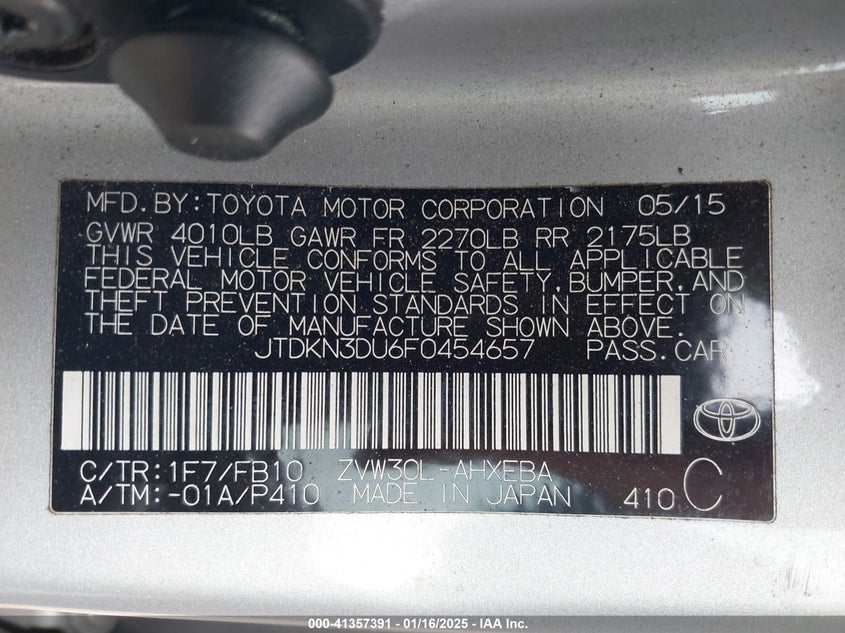 MFD. BY: TOYOTA MOTOR CORPORATION 05/15
GVWR 4010LB GAWR FR 2270LB RR 2175LB
THIS VEHICLE CONFORMS TO ALL APPLICABLE
FEDERAL MOTOR VEHICLE SAFETY, BUMPER, AND
THEFT PREVENTION STANDARDS IN EFFECT ON
THE DATE OF MANUFACTURE SHOWN ABOVE.
JTDKN3DU6F0454657 PASS. CAR
C/TR: 1F7/FB10 ZVW30L-AHXEBA
A/TM: -01A/P410 MADE IN JAPAN 410 C
000-41357391 - 01/16/2025 - IAA Inc.